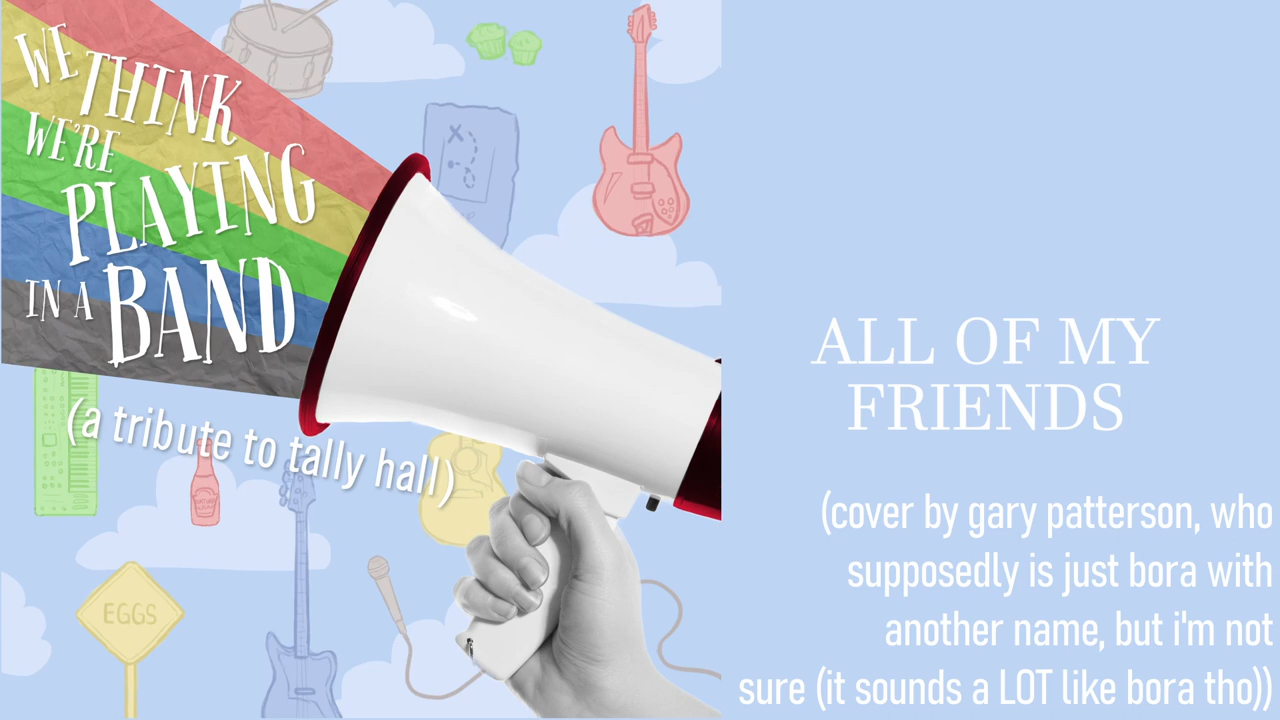 WE
THINK
WE'RE
PLAYING
IN A BAND
(a tribute to tally hall)
EGGS
ALL OF MY
FRIENDS
(cover by gary patterson, who
supposedly is just bora with
another name, but i'm not
sure (it sounds a LOT like bora tho))